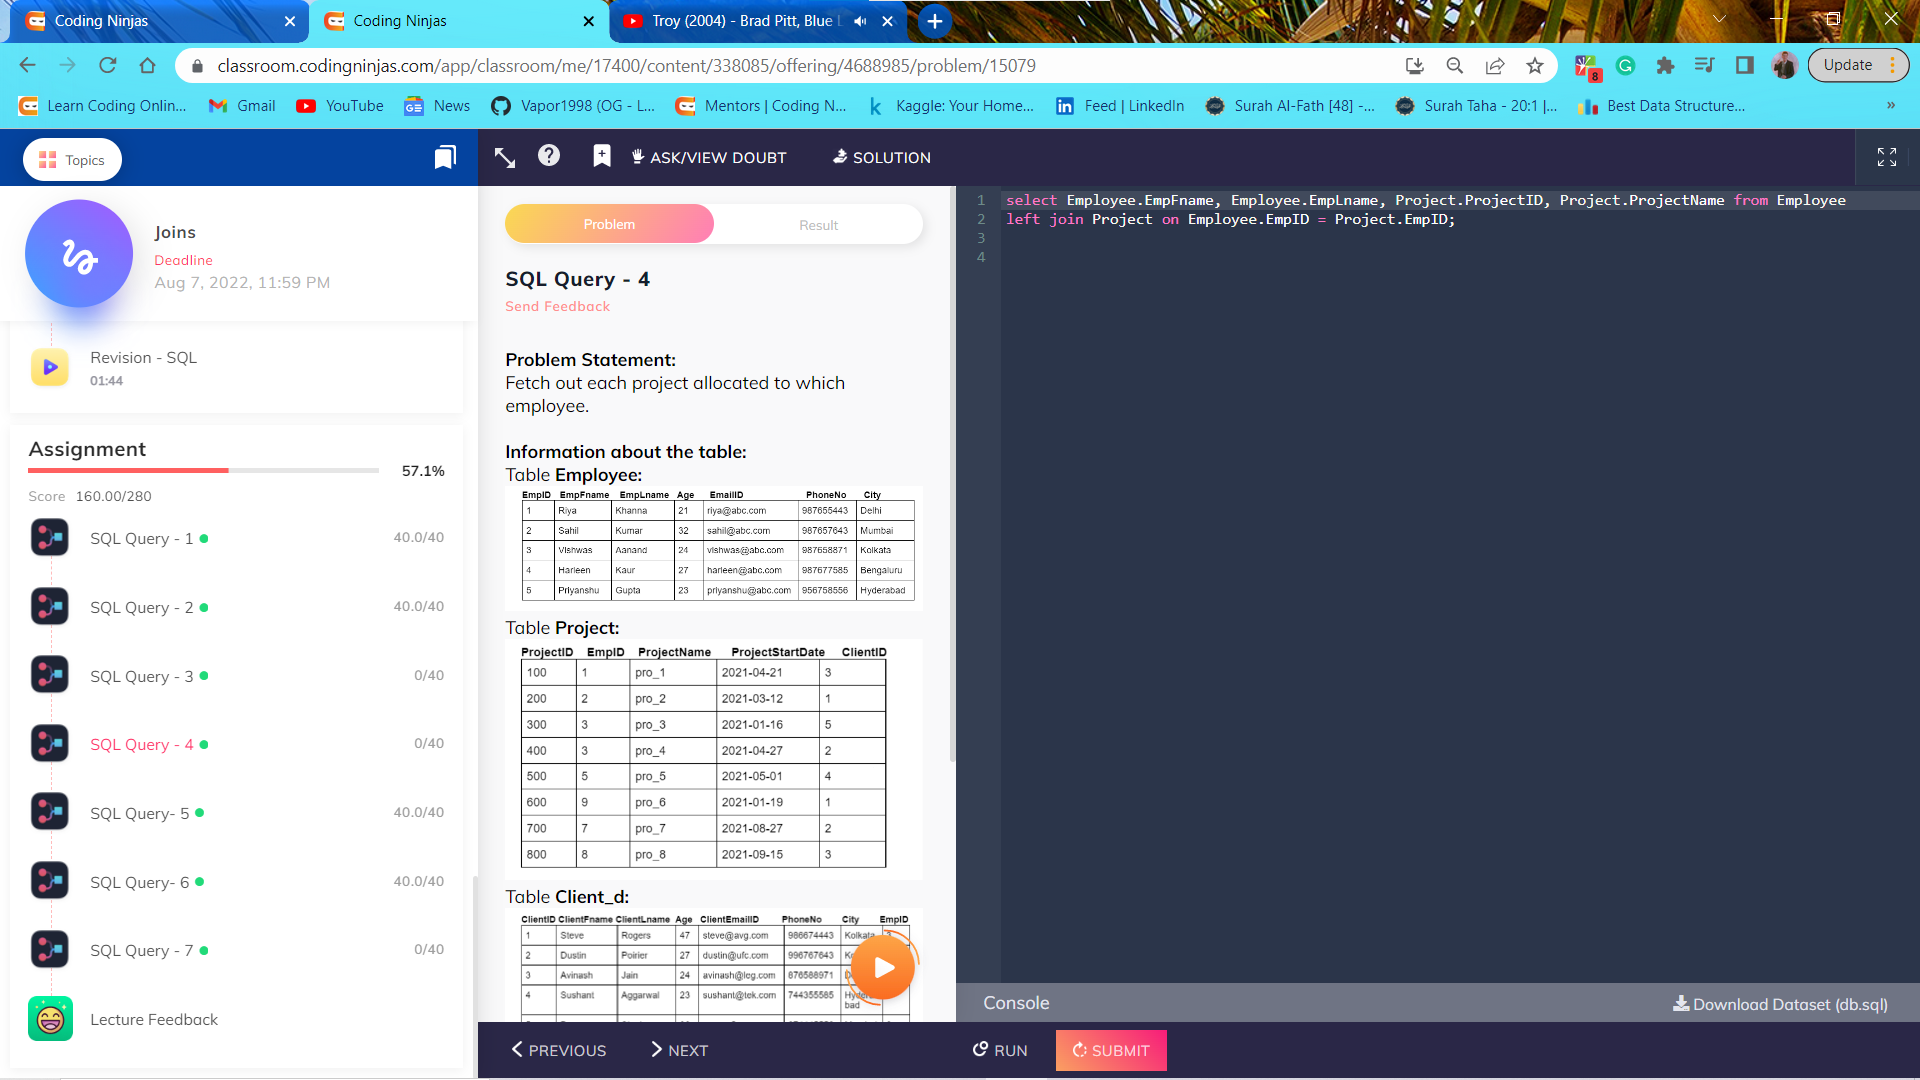 Coding Ninjas
Coding Ninjas
Troy (2004) - Brad Pitt, Blue
classroom.codingninjas.com/app/classroom/me/17400/content/338085/offering/4688985/problem/15079
8
Update
Learn Coding Onlin...
Gmail
YouTube
News
Vapor1998 (OG - L...
Mentors | Coding N...
Kaggle: Your Home...
Feed | LinkedIn
Surah Al-Fath [48] -...
Surah Taha - 20:1 |...
Best Data Structure...
»
Topics
ASK/VIEW DOUBT
SOLUTION
Joins
Deadline
Aug 7, 2022, 11:59 PM
Revision - SQL
01:44
Assignment
57.1%
Score 160.00/280
SQL Query - 1 40.0/40
SQL Query - 2 40.0/40
SQL Query - 3 0/40
SQL Query - 4 0/40
SQL Query- 5 40.0/40
SQL Query- 6 40.0/40
SQL Query - 7 0/40
Lecture Feedback
Problem
Result
SQL Query - 4
Send Feedback
Problem Statement:
Fetch out each project allocated to which
employee.
Information about the table:
Table Employee:
EmpID EmpFname EmpLname Age EmailID PhoneNo City
1 Riya Khanna 21 riya@abc.com 987655443 Delhi
2 Sahil Kumar 32 sahil@abc.com 987657643 Mumbai
3 Vishwas Aanand 24 vishwas@abc.com 987658871 Kolkata
4 Harleen Kaur 27 harleen@abc.com 987677585 Bengaluru
5 Priyanshu Gupta 23 priyanshu@abc.com 956758556 Hyderabad
Table Project:
ProjectID EmpID ProjectName ProjectStartDate ClientID
100 1 pro_1 2021-04-21 3
200 2 pro_2 2021-03-12 1
300 3 pro_3 2021-01-16 5
400 3 pro_4 2021-04-27 2
500 5 pro_5 2021-05-01 4
600 9 pro_6 2021-01-19 1
700 7 pro_7 2021-08-27 2
800 8 pro_8 2021-09-15 3
Table Client_d:
ClientID ClientFname ClientLname Age ClientEmailID PhoneNo City EmpID
1 Steve Rogers 47 steve@avg.com 986674443 Kolkata 3
2 Dustin Poirier 27 dustin@ufc.com 996767643
3 Avinash Jain 24 avinash@lcg.com 876588971
4 Sushant Aggarwal 23 sushant@tek.com 744355585
bad
PREVIOUS
NEXT
1 select Employee.EmpFname, Employee.EmpLname, Project.ProjectID, Project.ProjectName from Employee
2 left join Project on Employee.EmpID = Project.EmpID;
3
4
Console
Download Dataset (db.sql)
RUN
SUBMIT